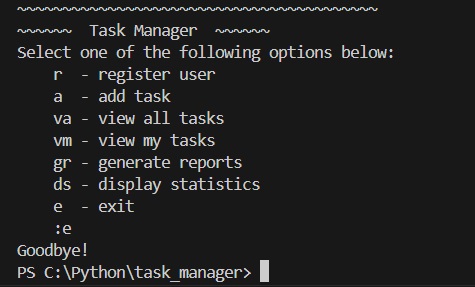 ~~~~~~~~~~~~~~~~~~~~~~~~~~~~~~~~~~~~~~~~
~~~~~~  Task Manager  ~~~~~~
Select one of the following options below:
    r  - register user
    a  - add task
    va - view all tasks
    vm - view my tasks
    gr - generate reports
    ds - display statistics
    e  - exit
    :e
Goodbye!
PS C:\Python\task_manager>